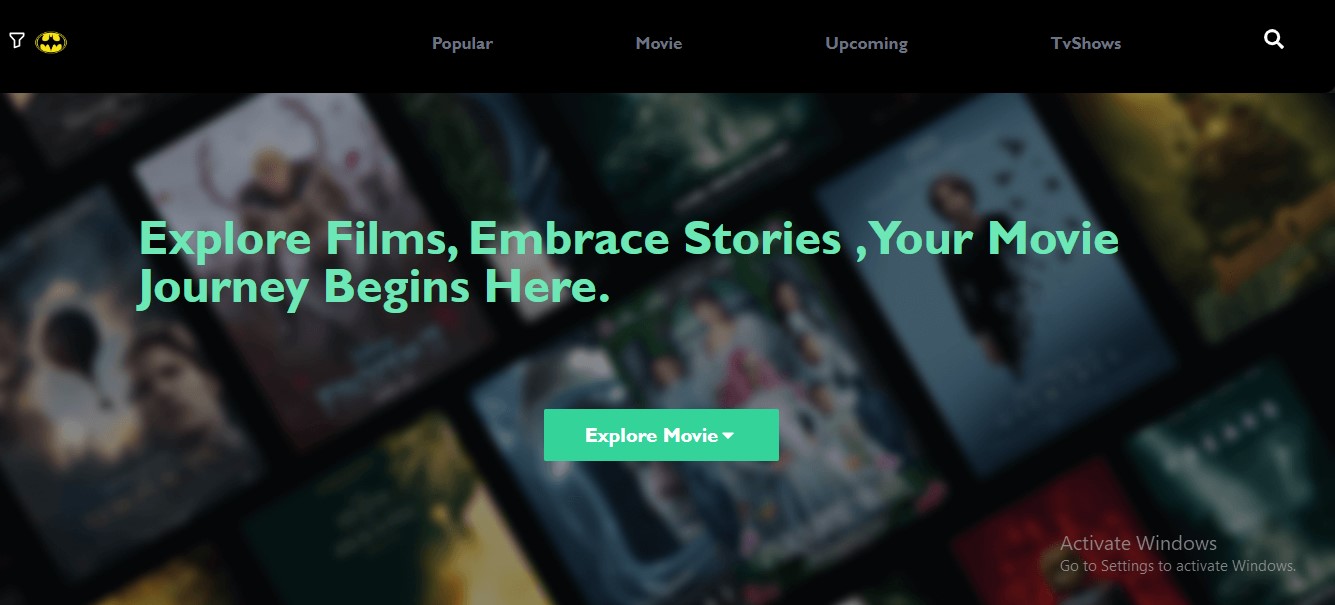 Popular Movie Upcoming TvShows
Explore Films, Embrace Stories ,Your Movie
Journey Begins Here.
Explore Movie
Activate Windows
Go to Settings to activate Windows.